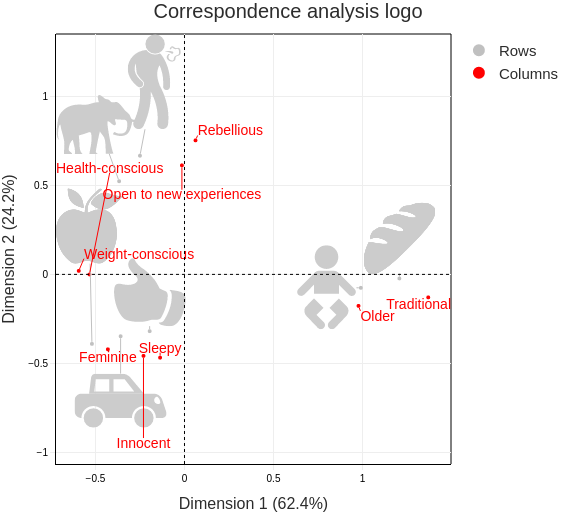 Correspondence analysis logo
Rows
Columns
Rebellious
Health-conscious
Open to new experiences
Weight-conscious
Traditional
Older
Sleepy
Feminine
Innocent
1
0.5
0
−0.5
−1
−0.5
0
0.5
1
Dimension 2 (24.2%)
Dimension 1 (62.4%)